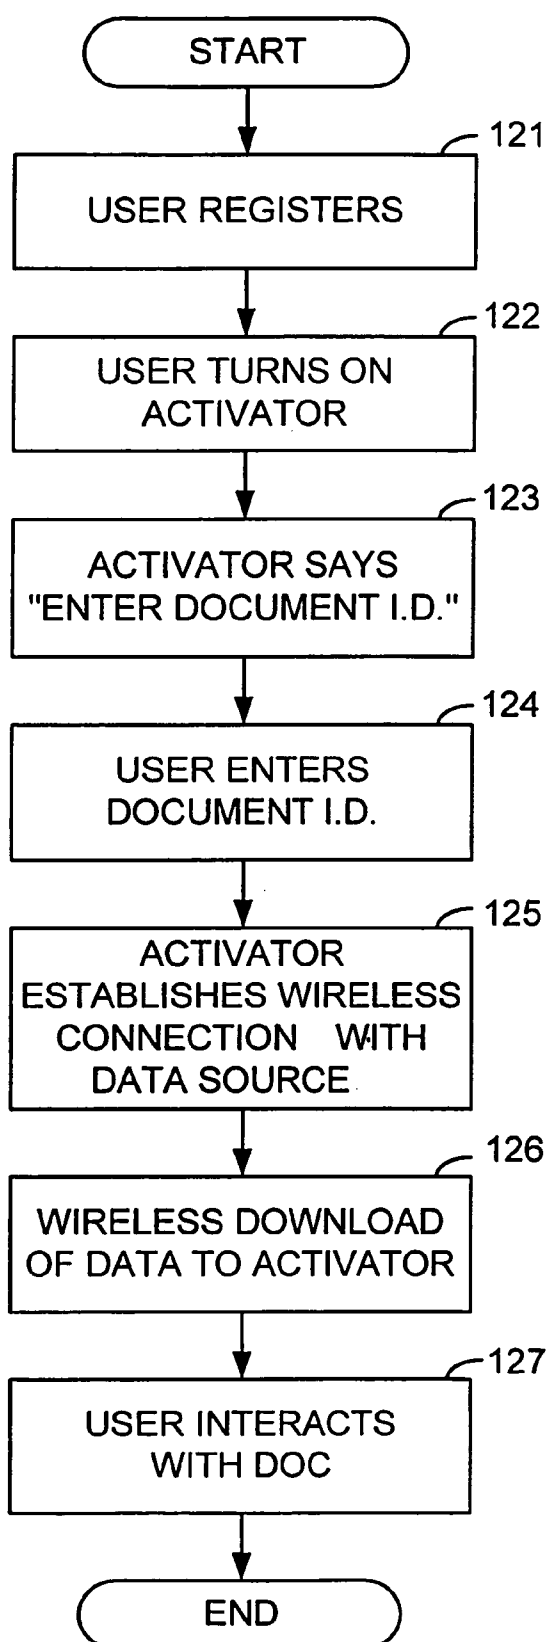 START
121
USER REGISTERS
122
USER TURNS ON
ACTIVATOR
123
ACTIVATOR SAYS
"ENTER DOCUMENT I.D."
124
USER ENTERS
DOCUMENT I.D.
125
ACTIVATOR
ESTABLISHES WIRELESS
CONNECTION WITH
DATA SOURCE
126
WIRELESS DOWNLOAD
OF DATA TO ACTIVATOR
127
USER INTERACTS
WITH DOC
END